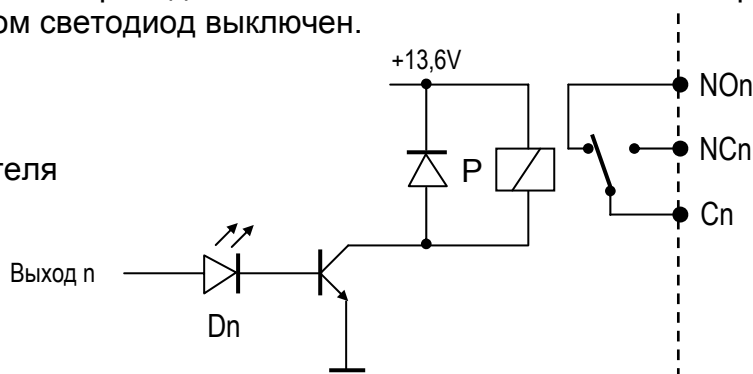 ом светодиод выключен.
+13,6V
NOn
NCn
теля
P
Cn
Выход n
Dn